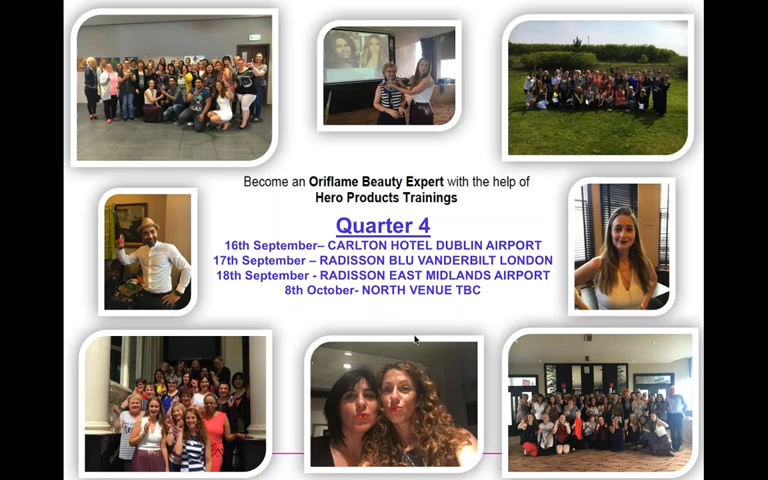 Become an Oriflame Beauty Expert with the help of
Hero Products Trainings
Quarter 4
16th September– CARLTON HOTEL DUBLIN AIRPORT
17th September – RADISSON BLU VANDERBILT LONDON
18th September - RADISSON EAST MIDLANDS AIRPORT
8th October- NORTH VENUE TBC